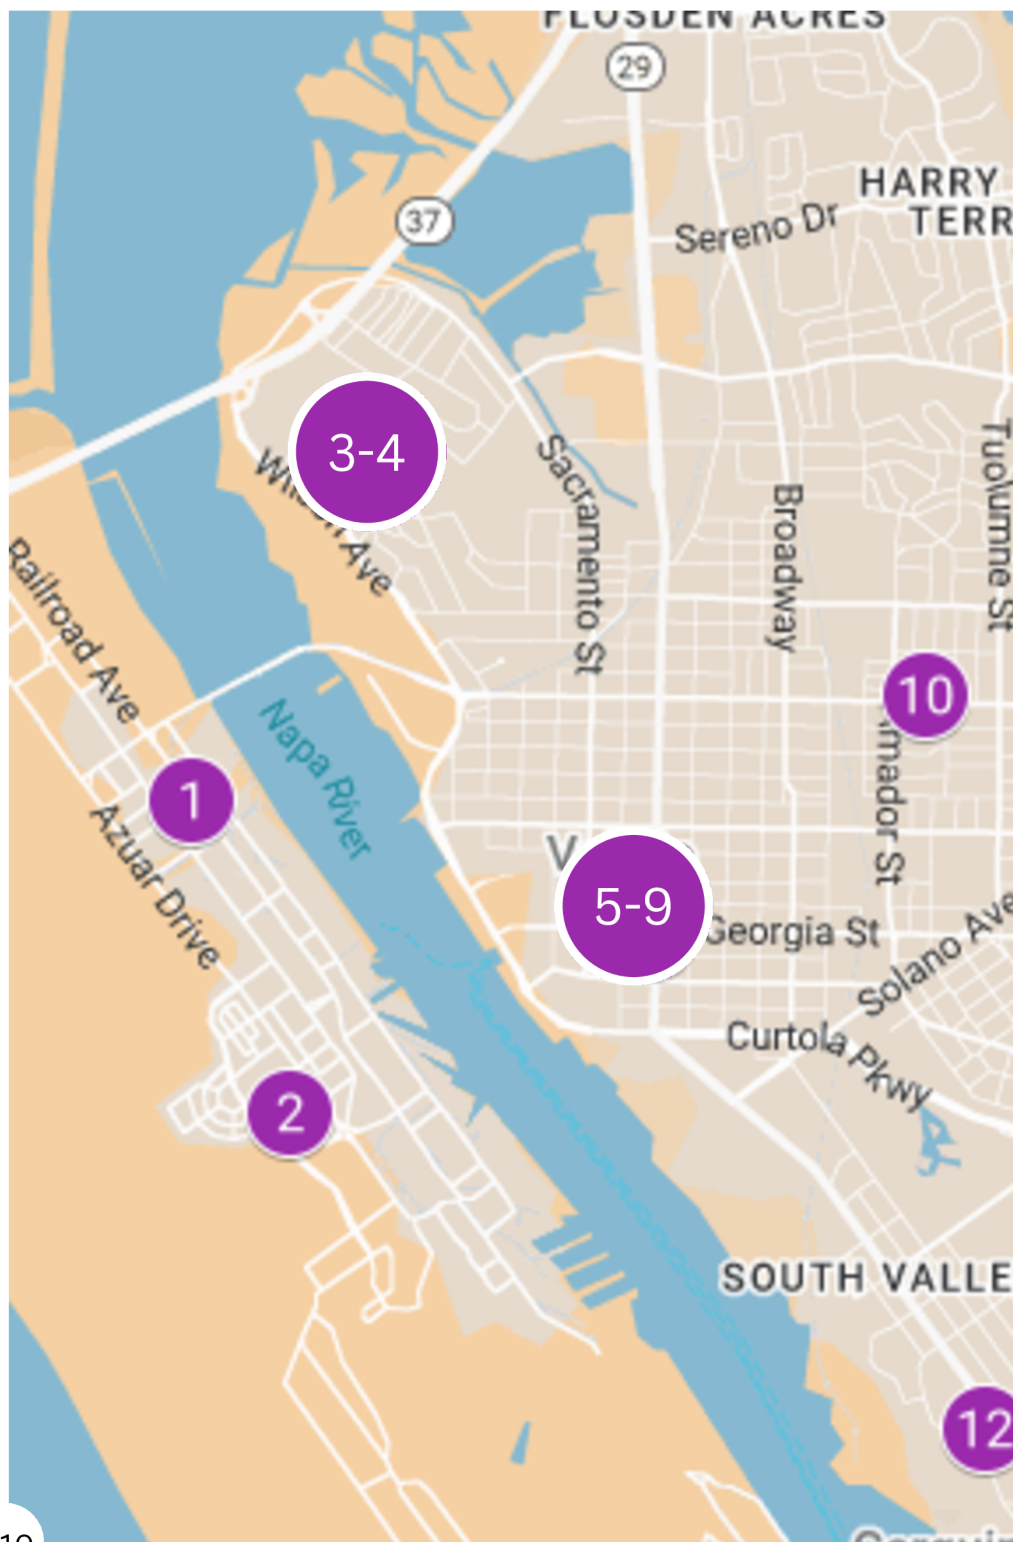 FLOSDEN ACRES
29
HARRY
TERR
37
Sereno Dr
3-4
Sacramento St
Broadway
Tuolumne St
Ave
Railroad Ave
10
Napa River
1
Amador St
Azuar Drive
V
5-9
Georgia St
Solano Ave
Curtola Pkwy
2
SOUTH VALLE
12